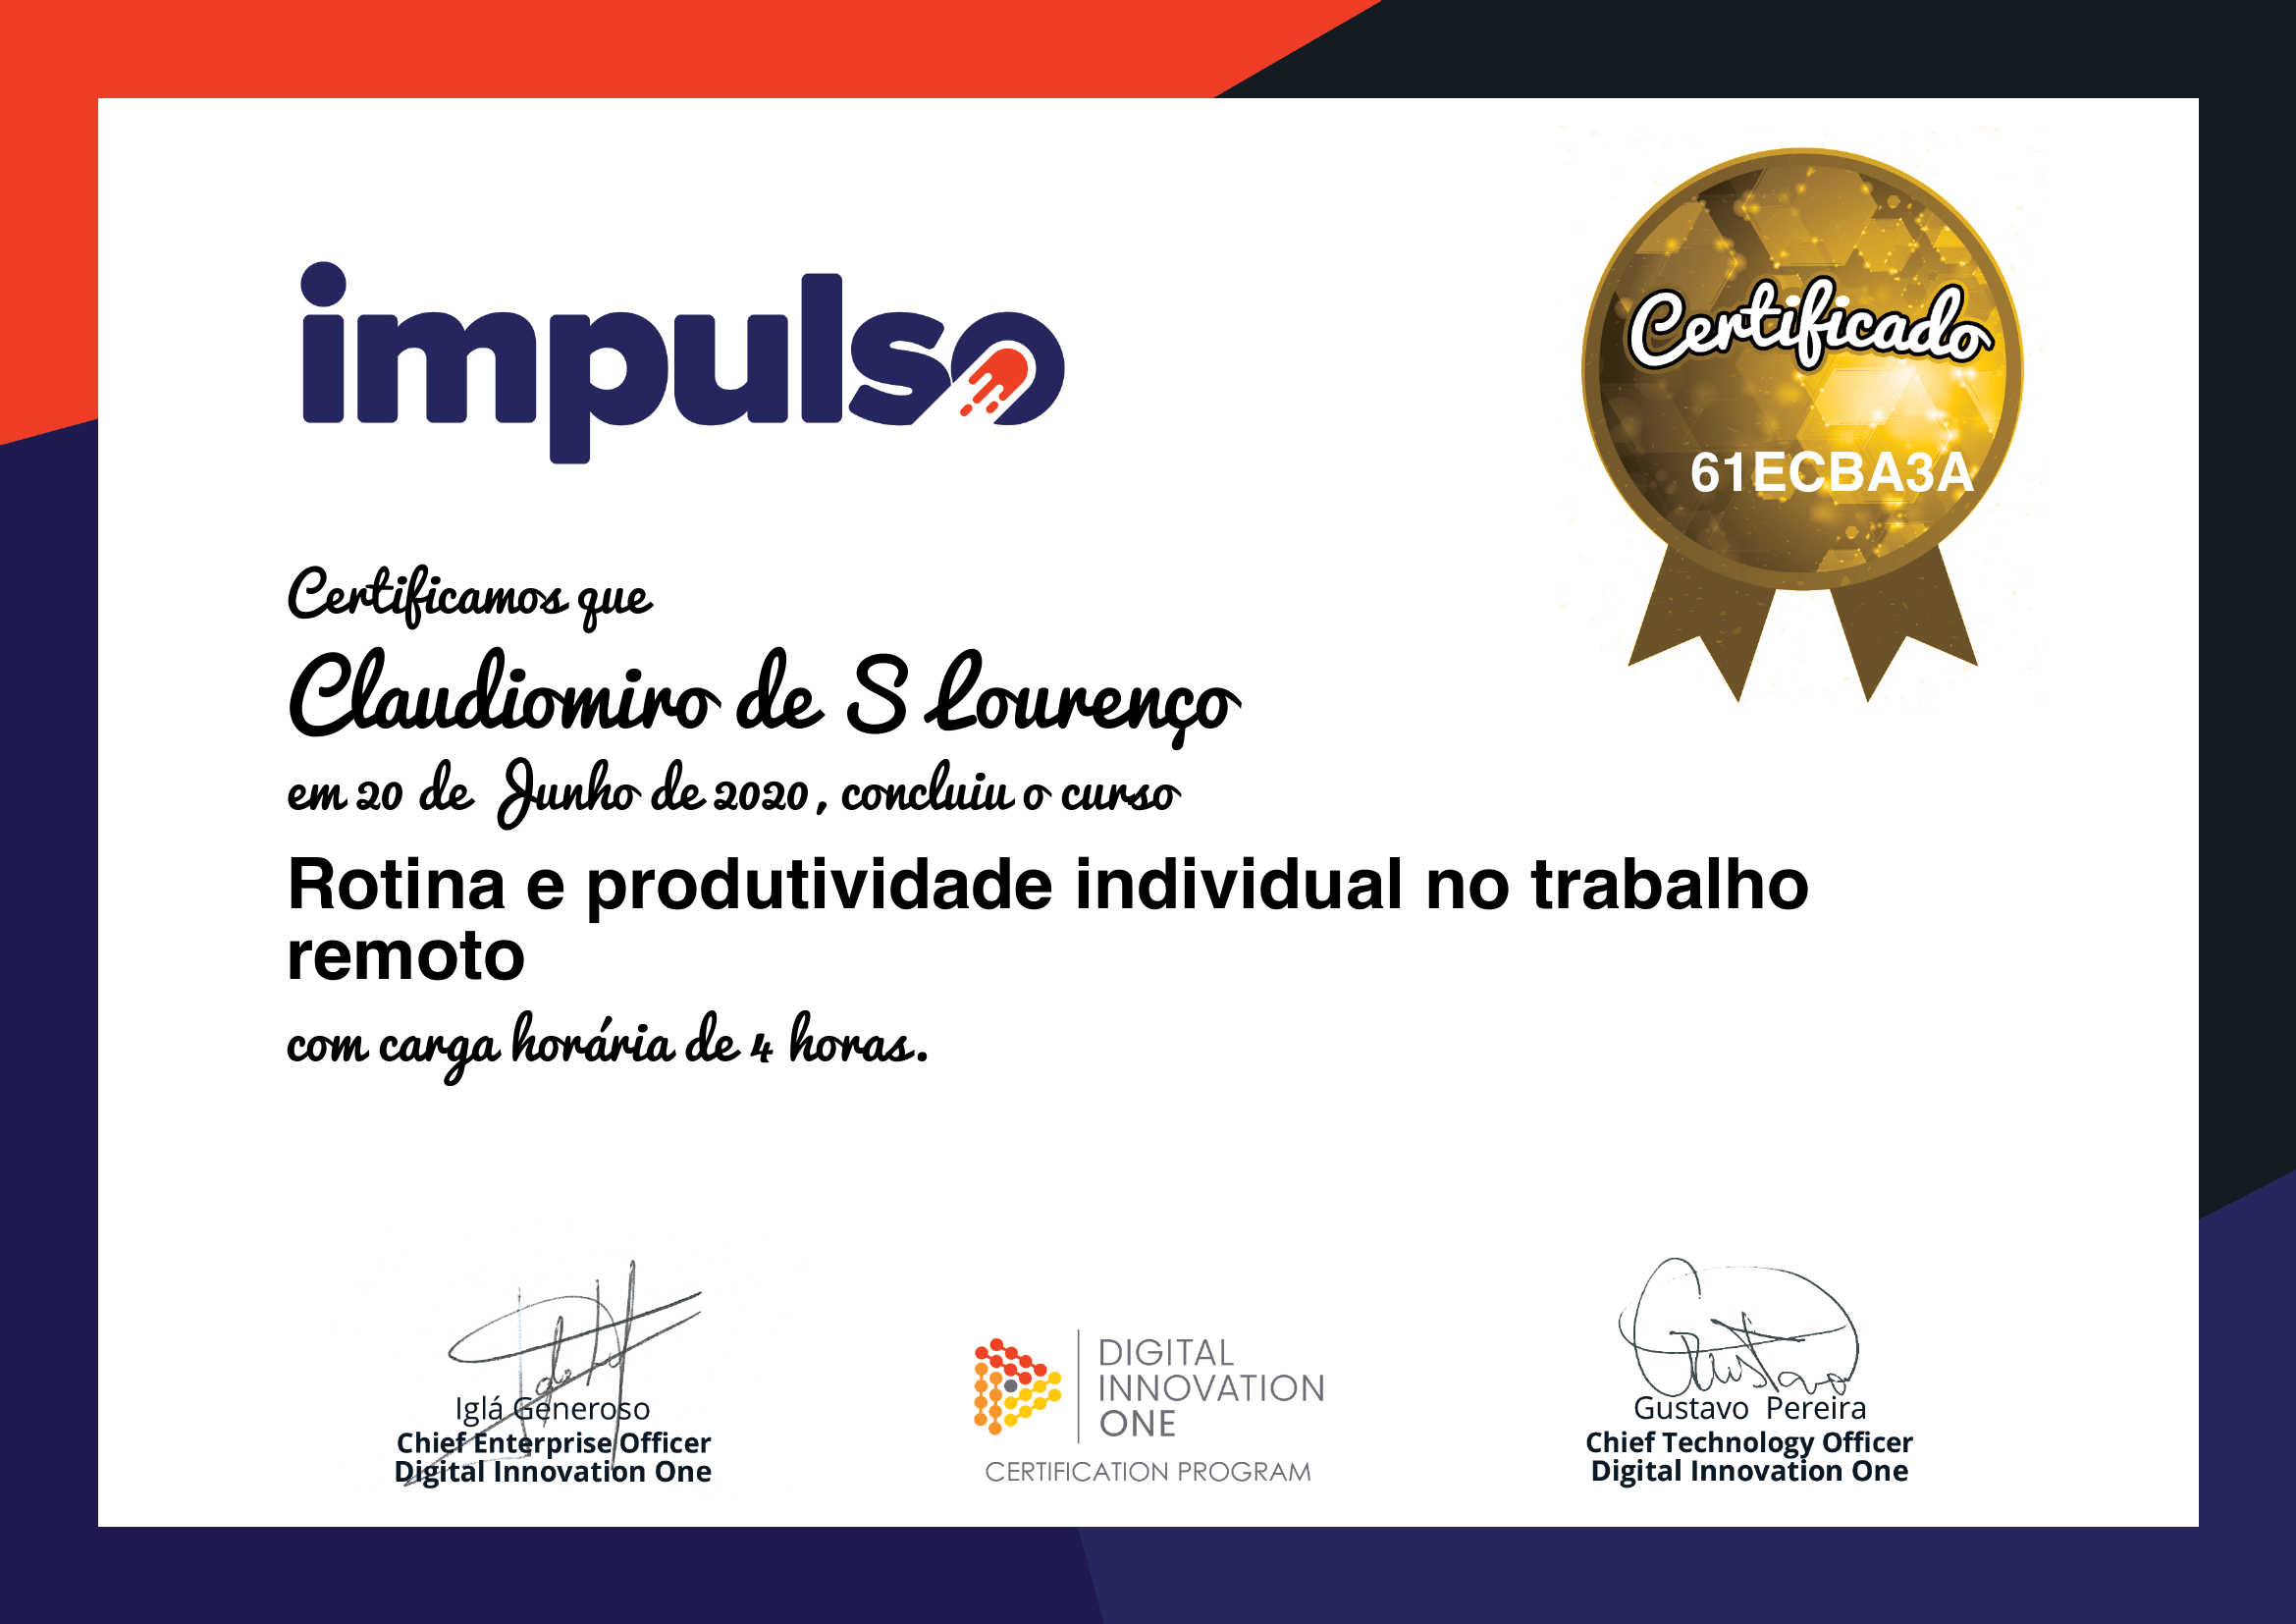 impulso
Certificado
61ECBA3A
Certificamos que
Claudiomiro de S Lourenço
em 20 de Junho de 2020, concluiu o curso
Rotina e produtividade individual no trabalho
remoto
com carga horária de 4 horas.
Iglá Generoso
Chief Enterprise Officer
Digital Innovation One
DIGITAL
INNOVATION
ONE
CERTIFICATION PROGRAM
Gustavo
Gustavo Pereira
Chief Technology Officer
Digital Innovation One